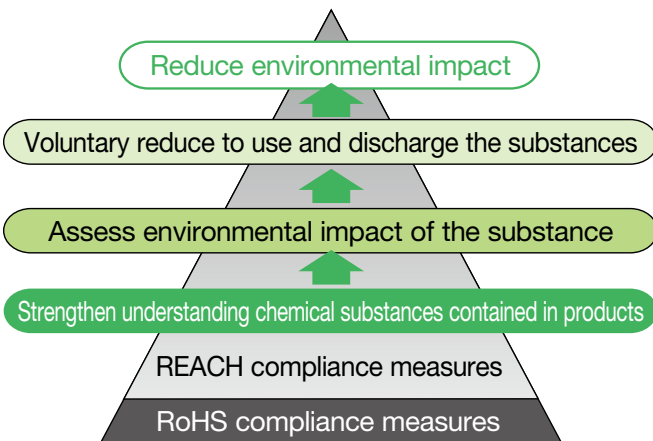 Reduce environmental impact
Voluntary reduce to use and discharge the substances
Assess environmental impact of the substance
Strengthen understanding chemical substances contained in products
REACH compliance measures
RoHS compliance measures